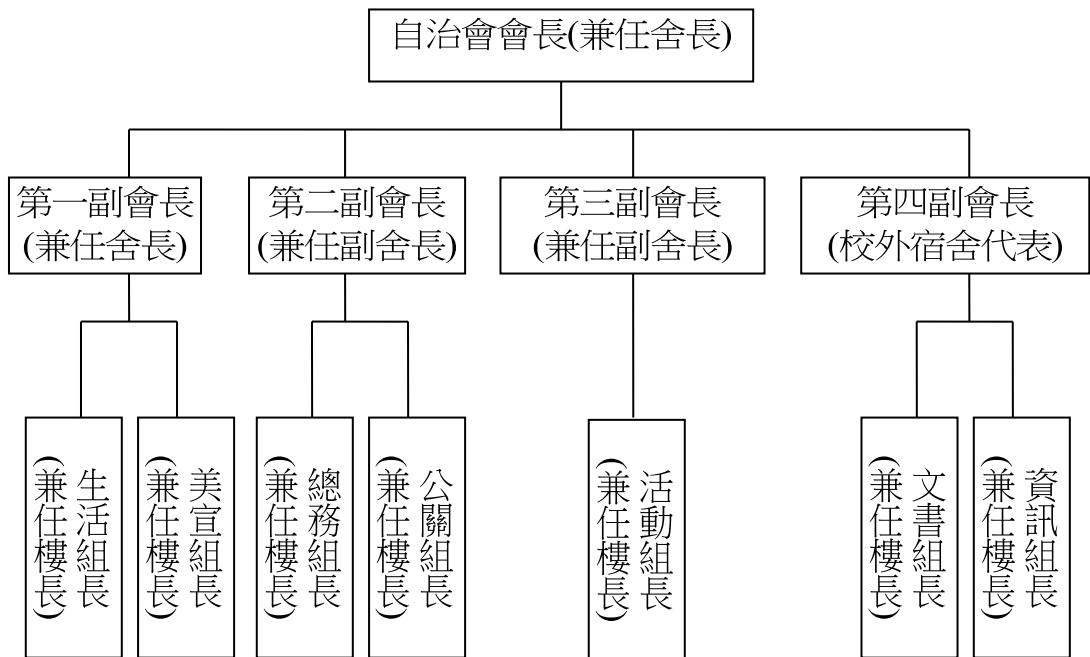 自治會會長(兼任舍長)
第一副會長
(兼任舍長)
第二副會長
(兼任副舍長)
第三副會長
(兼任副舍長)
第四副會長
(校外宿舍代表)
生活組長
(兼任樓長)
美宣組長
(兼任樓長)
總務組長
(兼任樓長)
公關組長
(兼任樓長)
活動組長
(兼任樓長)
文書組長
(兼任樓長)
資訊組長
(兼任樓長)